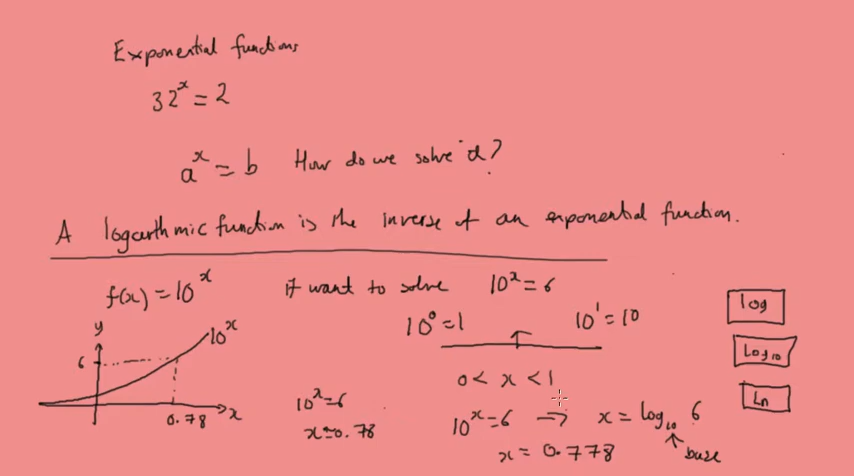 Exponential functions
32^x = 2
a^x = b How do we solve it?
A logarithmic function is the inverse of an exponential function.
f(x) = 10^x if want to solve 10^x = 6
10^0 = 1 10^1 = 10
log
y
10^x
6
Log10
0 < x < 1
Ln
0.78 x
10^x = 6
x ≈ 0.78
10^x = 6 → x = log10 6
x = 0.778 base